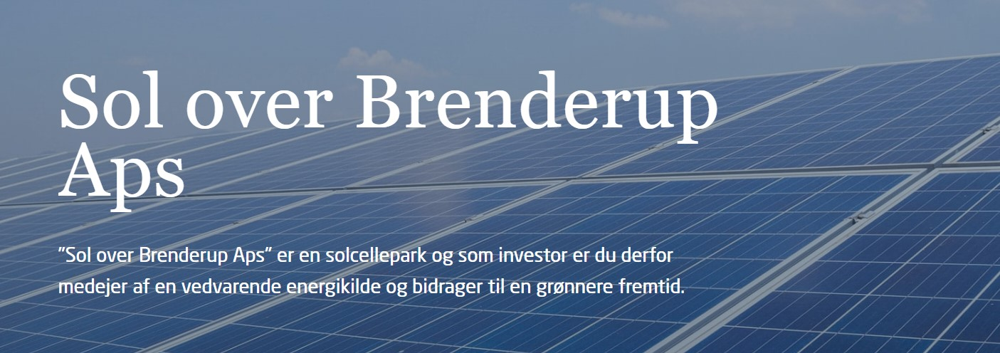 Sol over Brenderup
Aps
"Sol over Brenderup Aps" er en solcellepark og som investor er du derfor
medejer af en vedvarende energikilde og bidrager til en grønnere fremtid.